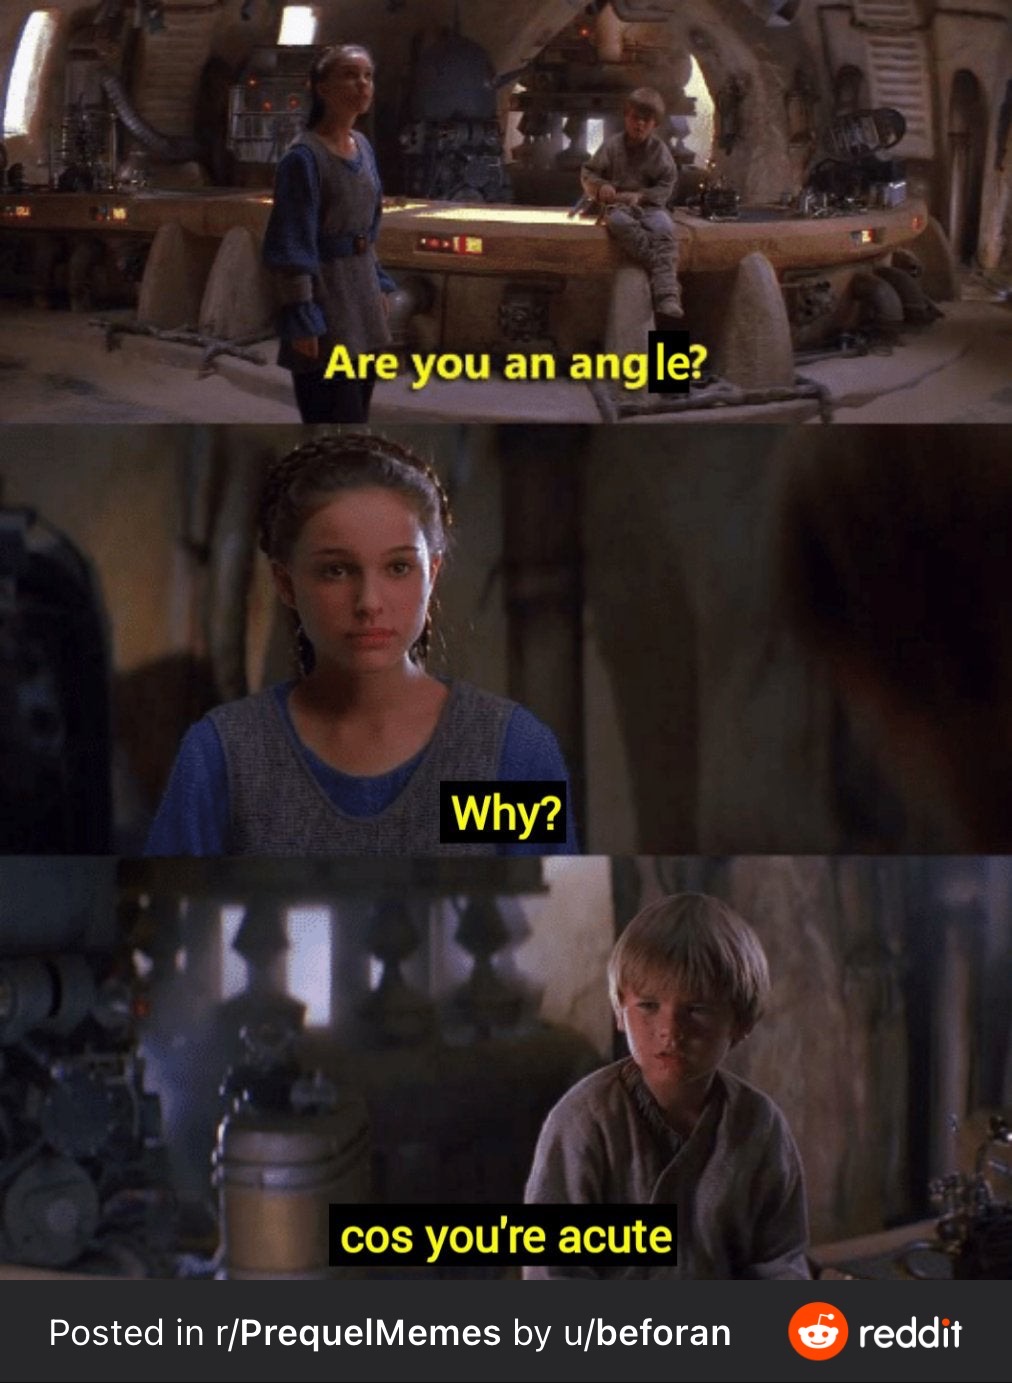 Are you an angle?
Why?
cos you're acute
Posted in r/PrequelMemes by u/beforan
reddit